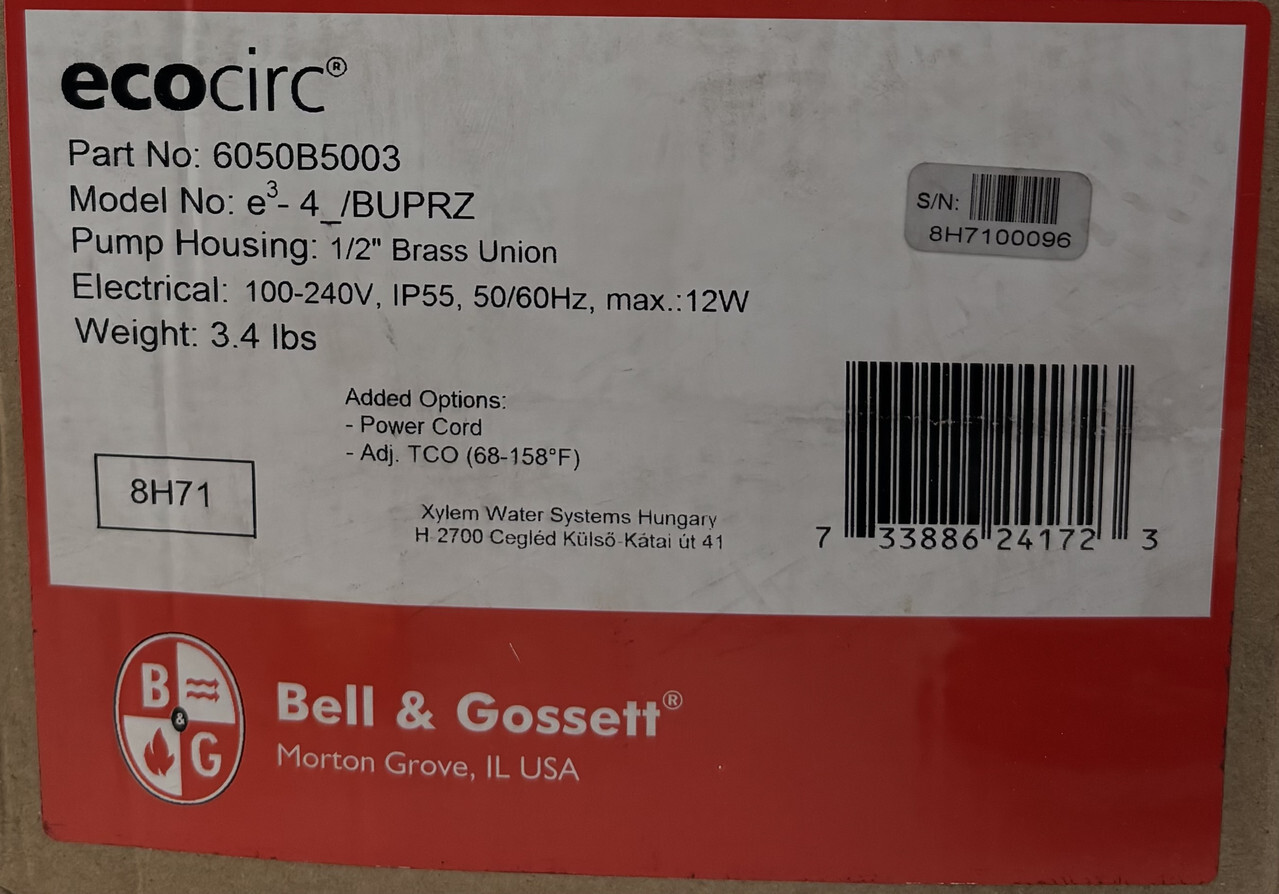 ecocirc®
Part No: 6050B5003
Model No: e³- 4_/BUPRZ
Pump Housing: 1/2" Brass Union
Electrical: 100-240V, IP55, 50/60Hz, max.:12W
Weight: 3.4 lbs
S/N:
8H7100096
Added Options:
- Power Cord
- Adj. TCO (68-158°F)
8H71
Xylem Water Systems Hungary
H-2700 Cegléd Külső-Kátai út 41
7 33886 24172 3
B & G
Bell & Gossett®
Morton Grove, IL USA